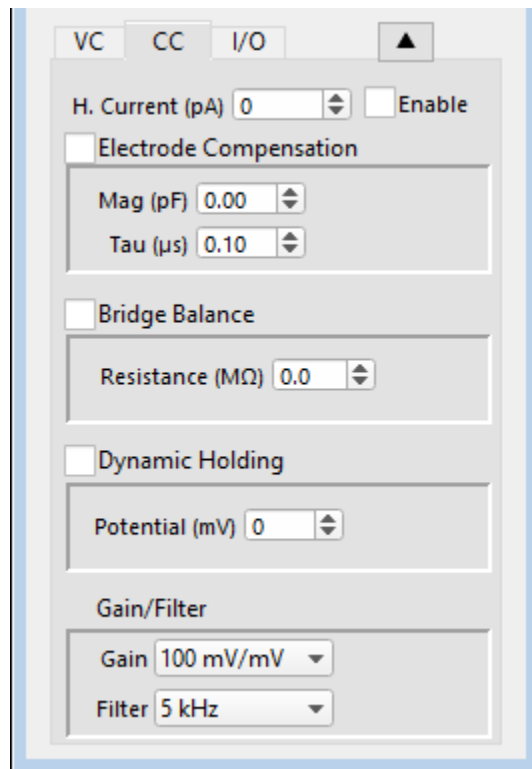 VC CC I/O ▲
H. Current (pA) 0 Enable
Electrode Compensation
Mag (pF) 0.00
Tau (µs) 0.10
Bridge Balance
Resistance (MΩ) 0.0
Dynamic Holding
Potential (mV) 0
Gain/Filter
Gain 100 mV/mV
Filter 5 kHz